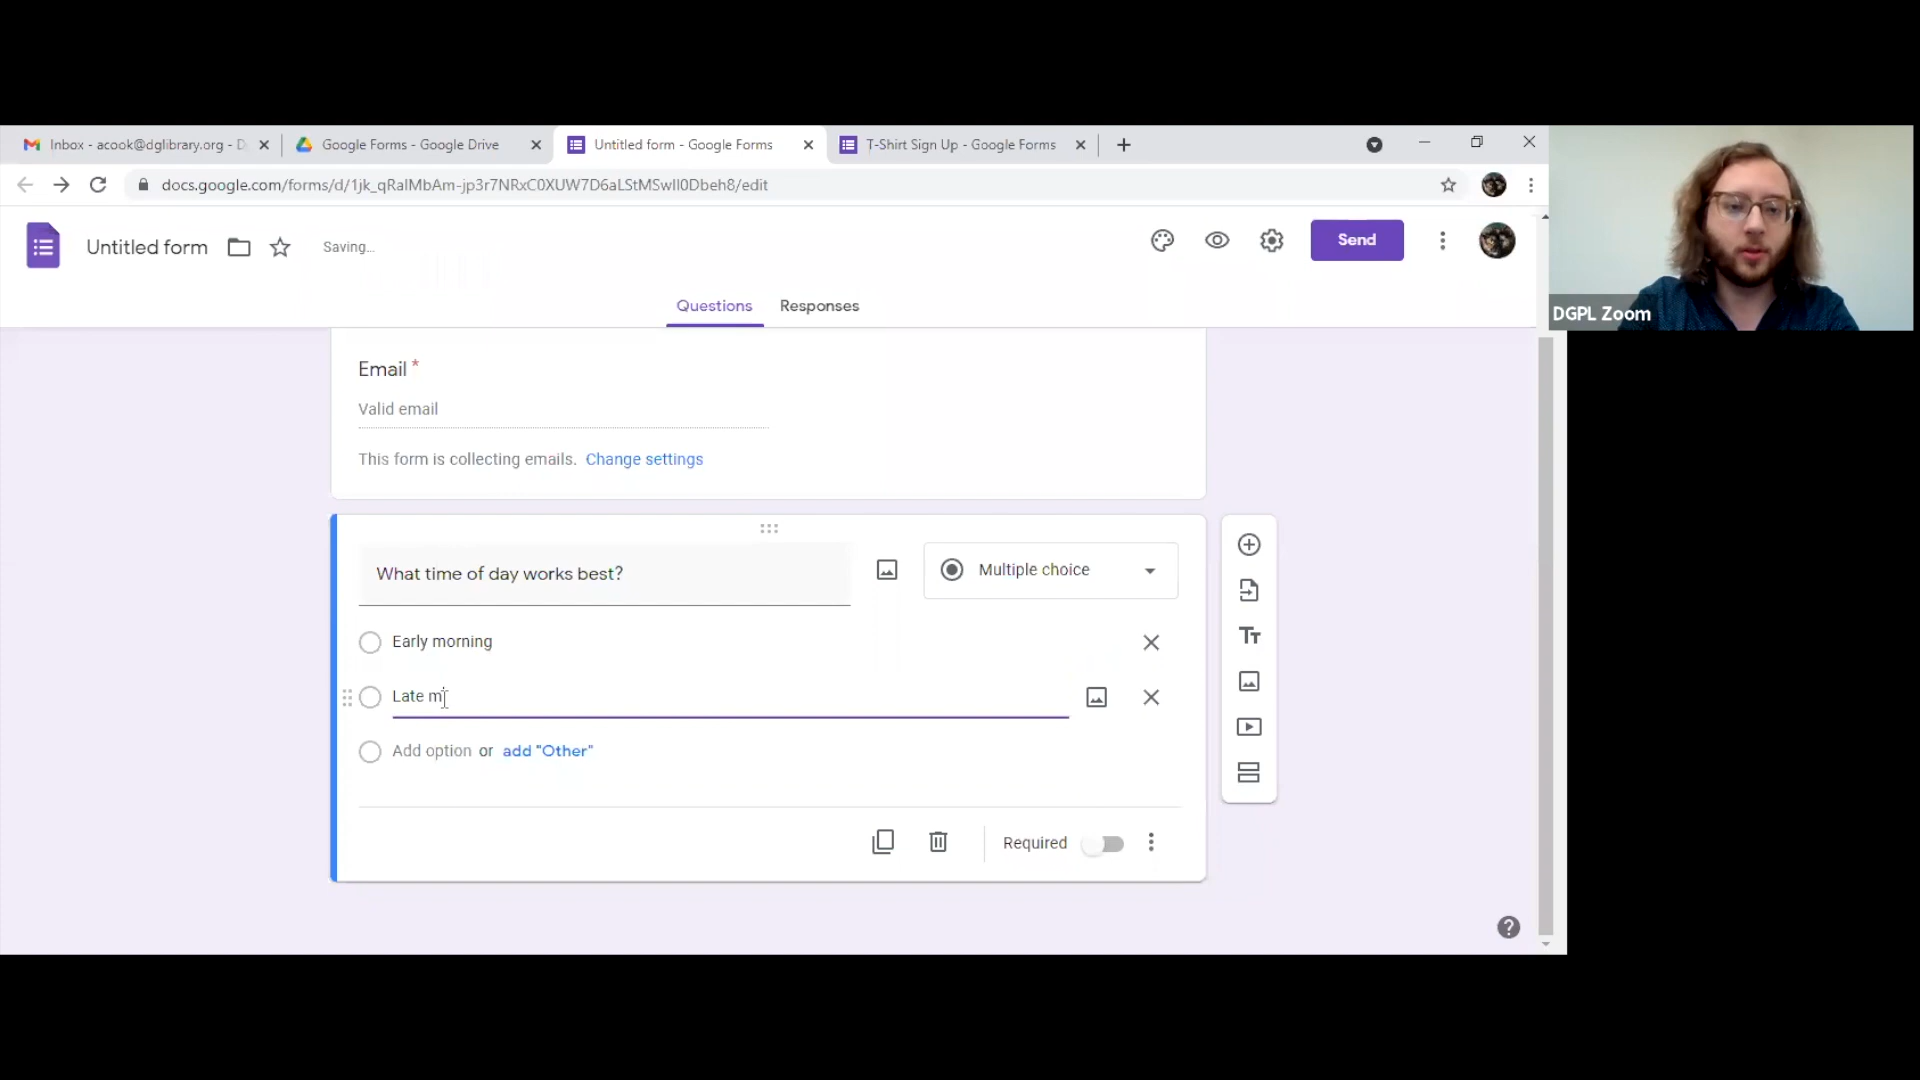 Inbox - acook@dglibrary.org - D
Google Forms - Google Drive
Untitled form - Google Forms
T-Shirt Sign Up - Google Forms
docs.google.com/forms/d/1jk_qRalMbAm-jp3r7NRxC0XUW7D6aLStMSwlI0Dbeh8/edit
Untitled form
Saving...
Send
DGPL Zoom
Questions
Responses
Email *
Valid email
This form is collecting emails. Change settings
What time of day works best?
Multiple choice
Early morning
Late m
Add option or add "Other"
Required